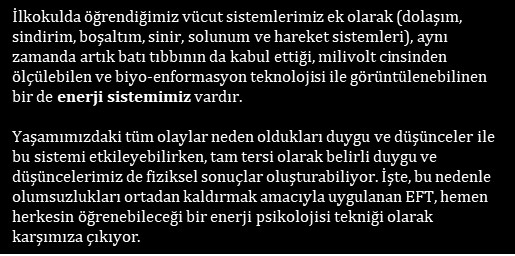 İlkokulda öğrendiğimiz vücut sistemlerimiz ek olarak (dolaşım,
sindirim, boşaltım, sinir, solunum ve hareket sistemleri), aynı
zamanda artık batı tıbbının da kabul ettiği, milivolt cinsinden
ölçülebilen ve biyo-enformasyon teknolojisi ile görüntülenebilinen
bir de enerji sistemimiz vardır.
Yaşamımızdaki tüm olaylar neden oldukları duygu ve düşünceler ile
bu sistemi etkileyebilirken, tam tersi olarak belirli duygu ve
düşüncelerimiz de fiziksel sonuçlar oluşturabiliyor. İşte, bu nedenle
olumsuzlukları ortadan kaldırmak amacıyla uygulanan EFT, hemen
herkesin öğrenebileceği bir enerji psikolojisi tekniği olarak
karşımıza çıkıyor.